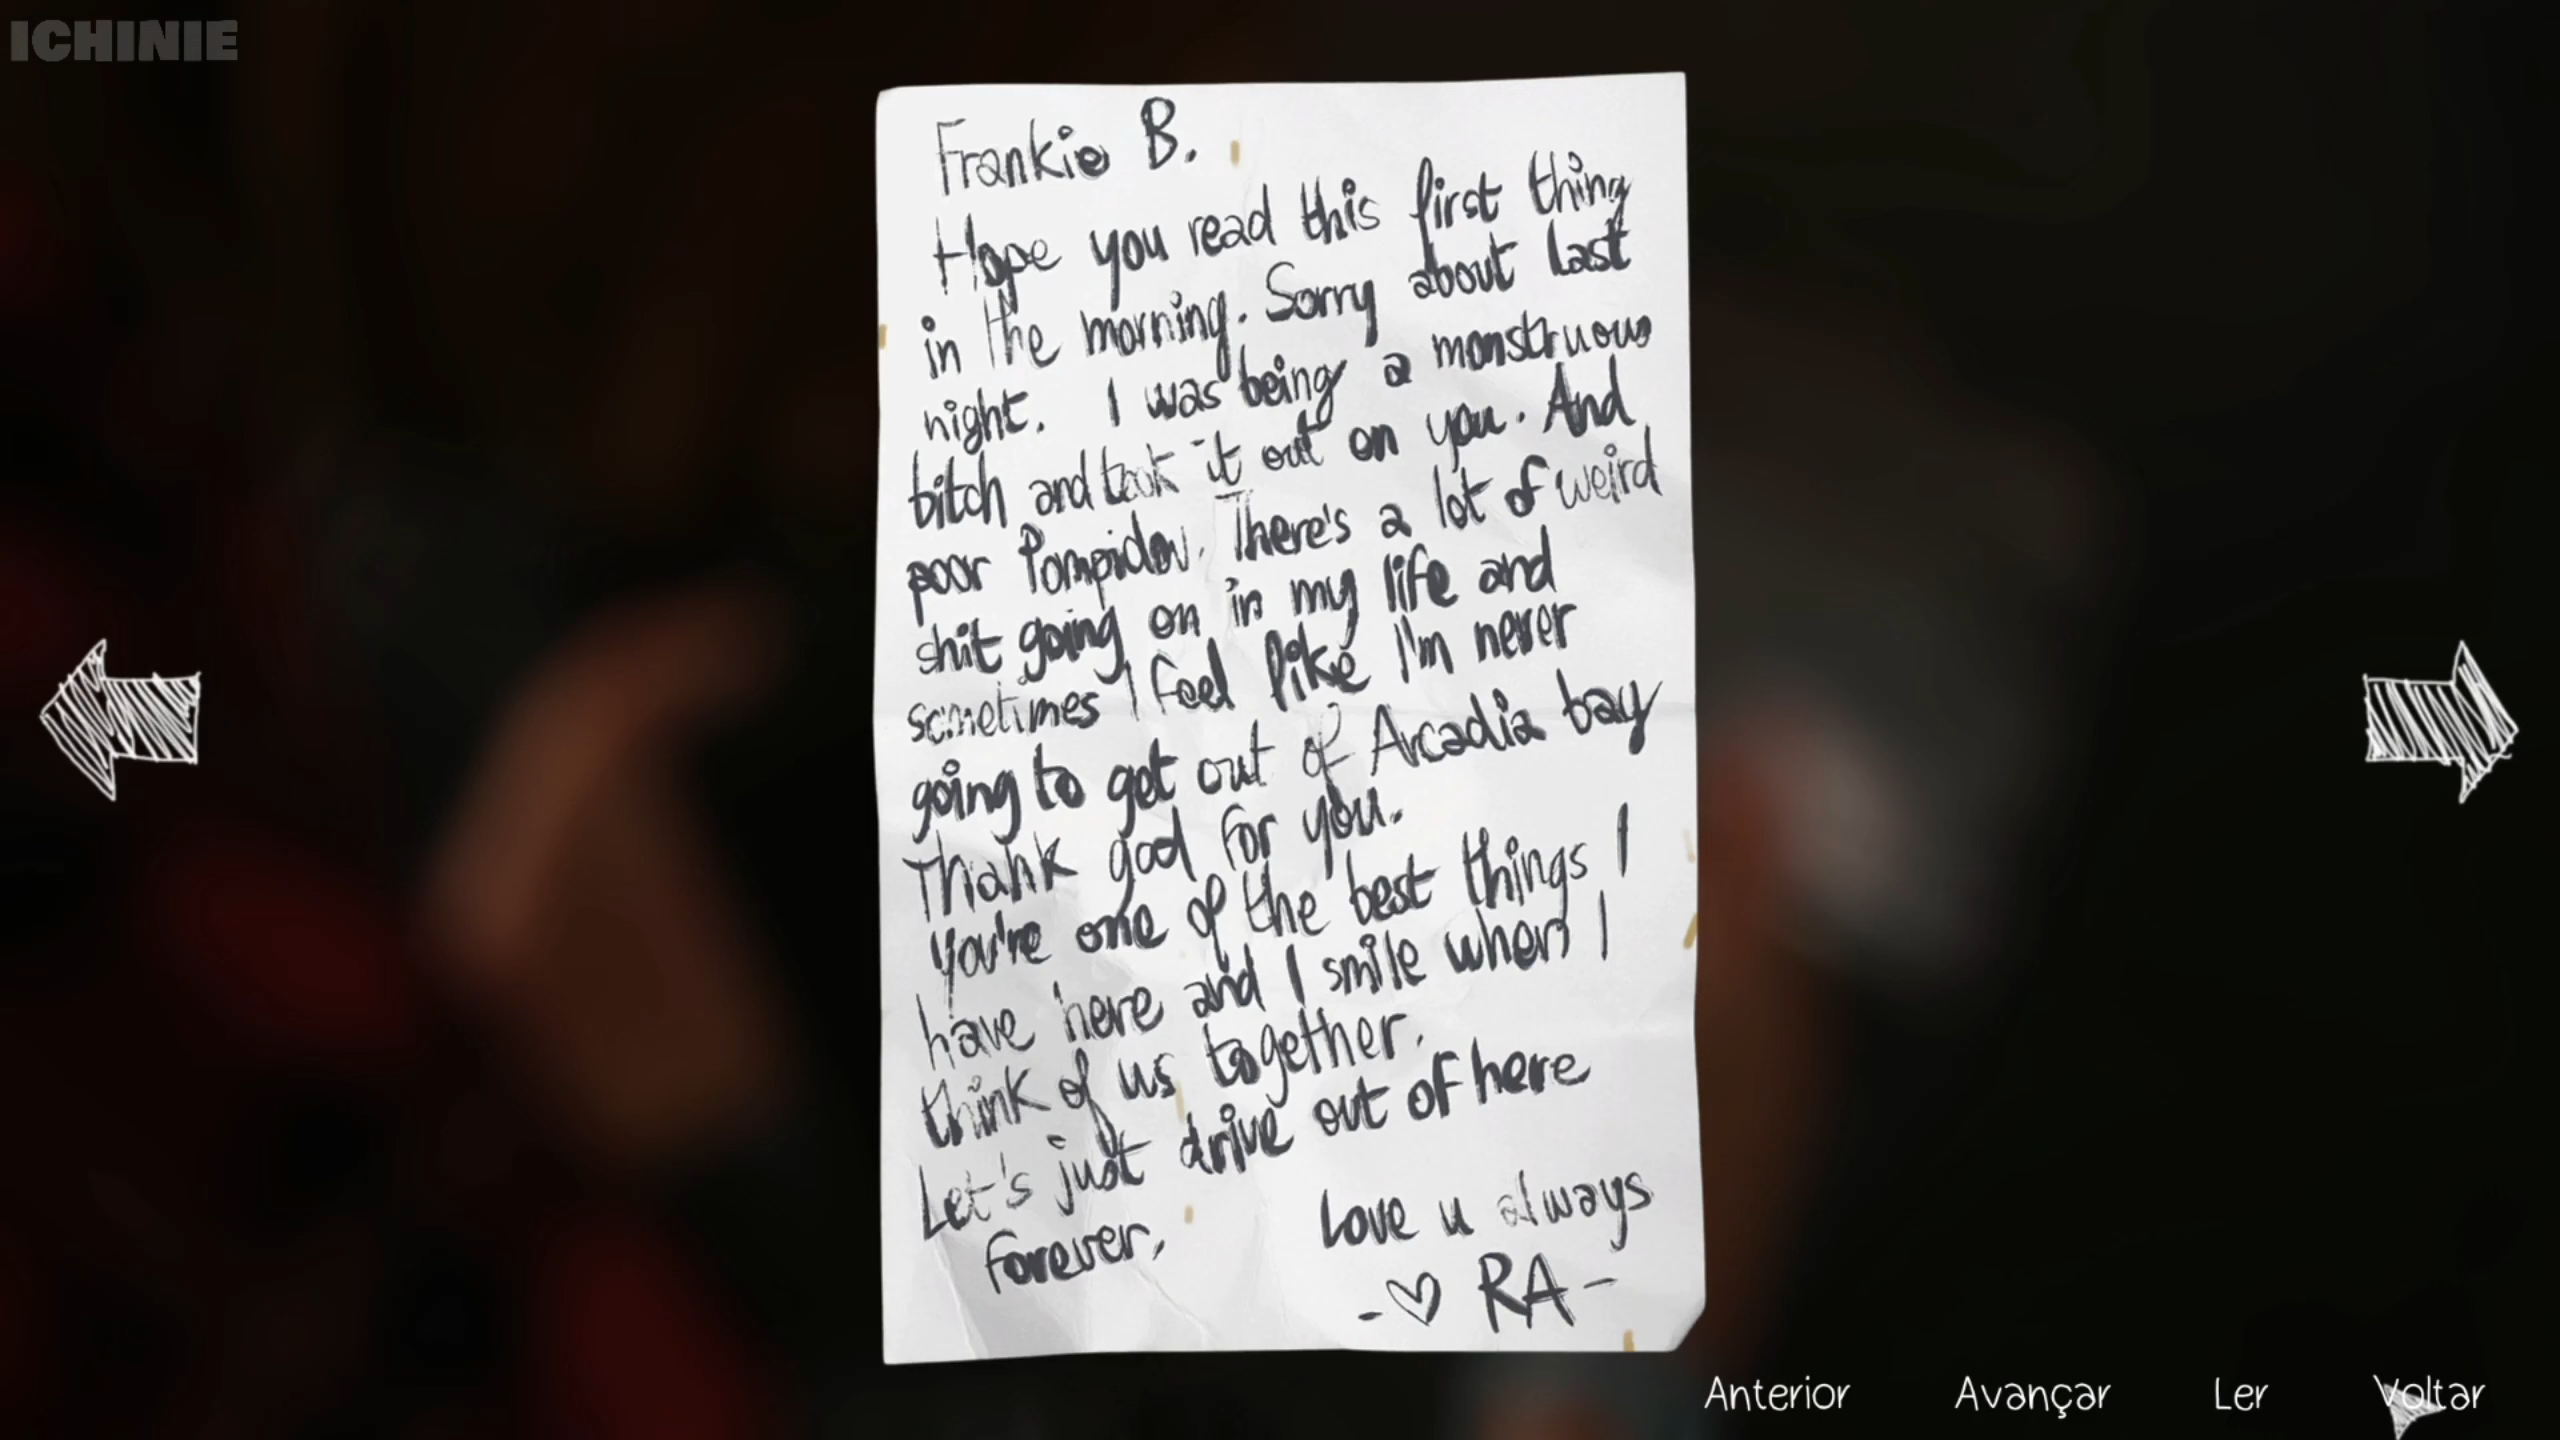 ICHINIE
Frankie B.
Hope you read this first thing
in the morning. Sorry about last
night. I was being a monstruous
bitch and took it out on you. And
poor Pompidou. There's a lot of weird
shit going on in my life and
sometimes I feel like I'm never
going to get out of Arcadia bay
Thank god for you.
You're one of the best things I
have here and I smile when I
think of us together.
Let's just drive out of here
forever,
Love u always
-♡ RA-
Anterior Avançar Ler Voltar